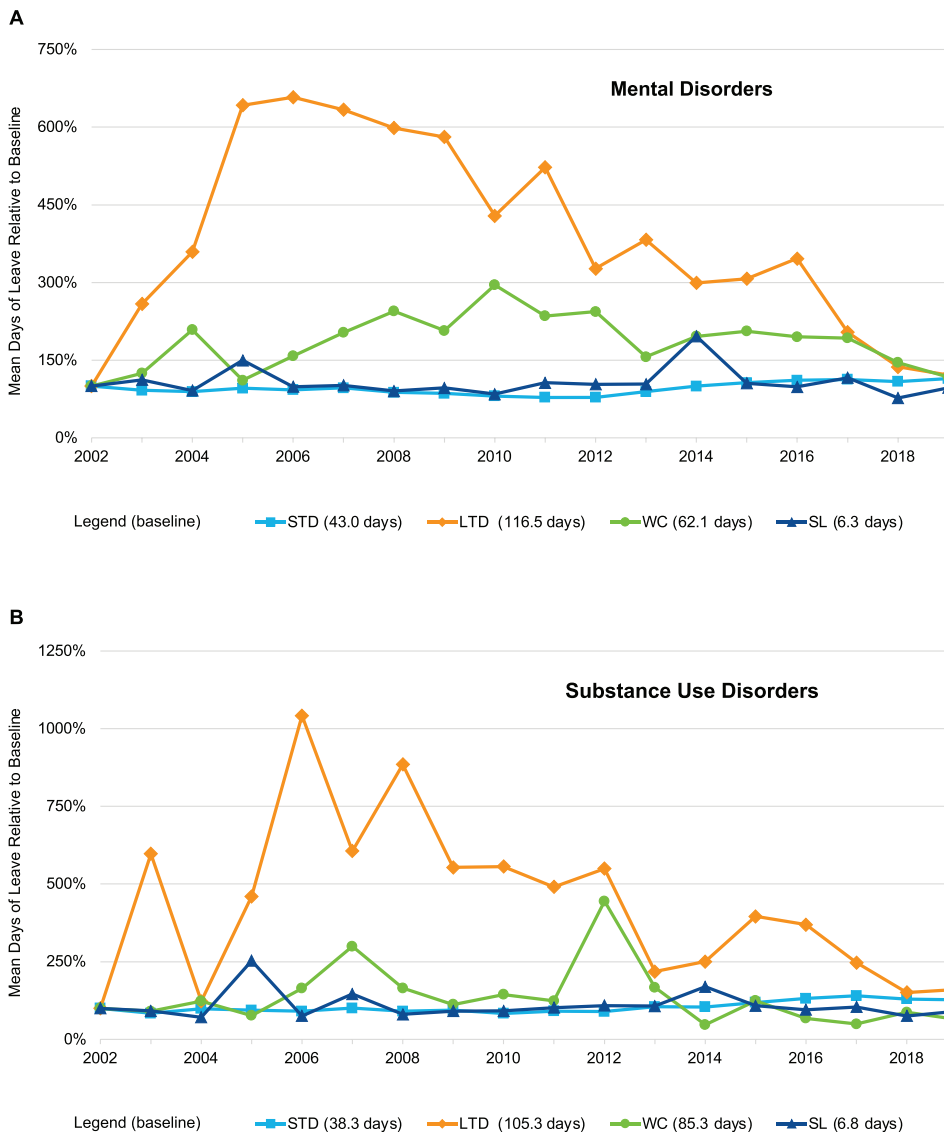 A
750%
Mental Disorders
600%
450%
300%
150%
0%
Mean Days of Leave Relative to Baseline
2002 2004 2006 2008 2010 2012 2014 2016 2018
Legend (baseline) STD (43.0 days) LTD (116.5 days) WC (62.1 days) SL (6.3 days)
B
1250%
Substance Use Disorders
1000%
750%
500%
250%
0%
Mean Days of Leave Relative to Baseline
2002 2004 2006 2008 2010 2012 2014 2016 2018
Legend (baseline) STD (38.3 days) LTD (105.3 days) WC (85.3 days) SL (6.8 days)